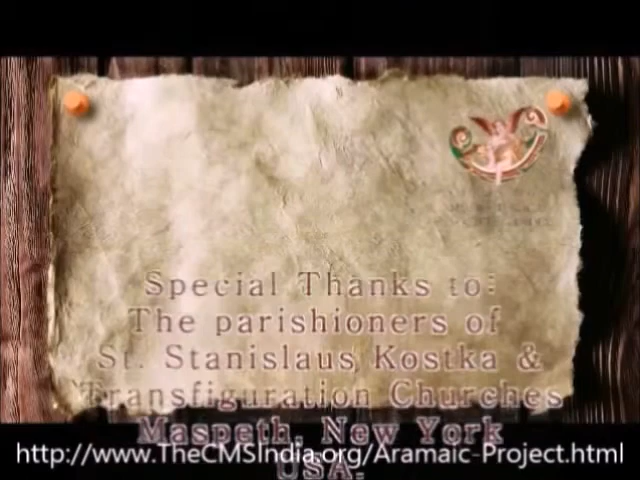 Special Thanks to:
The parishioners of
St. Stanislaus Kostka &
Transfiguration Churches
Maspeth, New York
http://www.TheCMSIndia.org/Aramaic-Project.html
USA.